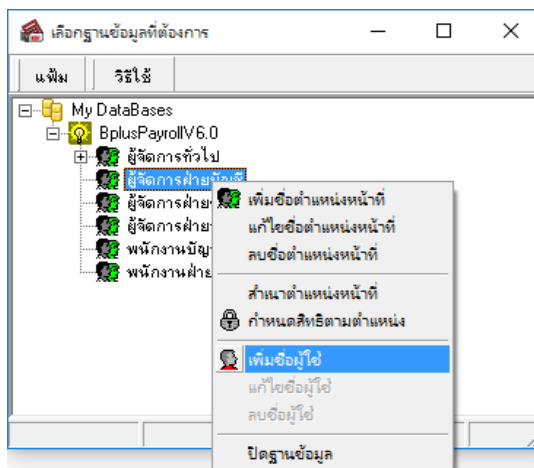 เลือกฐานข้อมูลที่ต้องการ
แฟ้ม วิธีใช้
My DataBases
BplusPayrollV6.0
ผู้จัดการทั่วไป
ผู้จัดการฝ่ายบัญชี
ผู้จัดการฝ่าย
ผู้จัดการฝ่าย
พนักงานบัญ
พนักงานฝ่าย
เพิ่มชื่อตำแหน่งหน้าที่
แก้ไขชื่อตำแหน่งหน้าที่
ลบชื่อตำแหน่งหน้าที่
สำเนาตำแหน่งหน้าที่
กำหนดสิทธิตามตำแหน่ง
เพิ่มชื่อผู้ใช้
แก้ไขชื่อผู้ใช้
ลบชื่อผู้ใช้
ปิดฐานข้อมูล